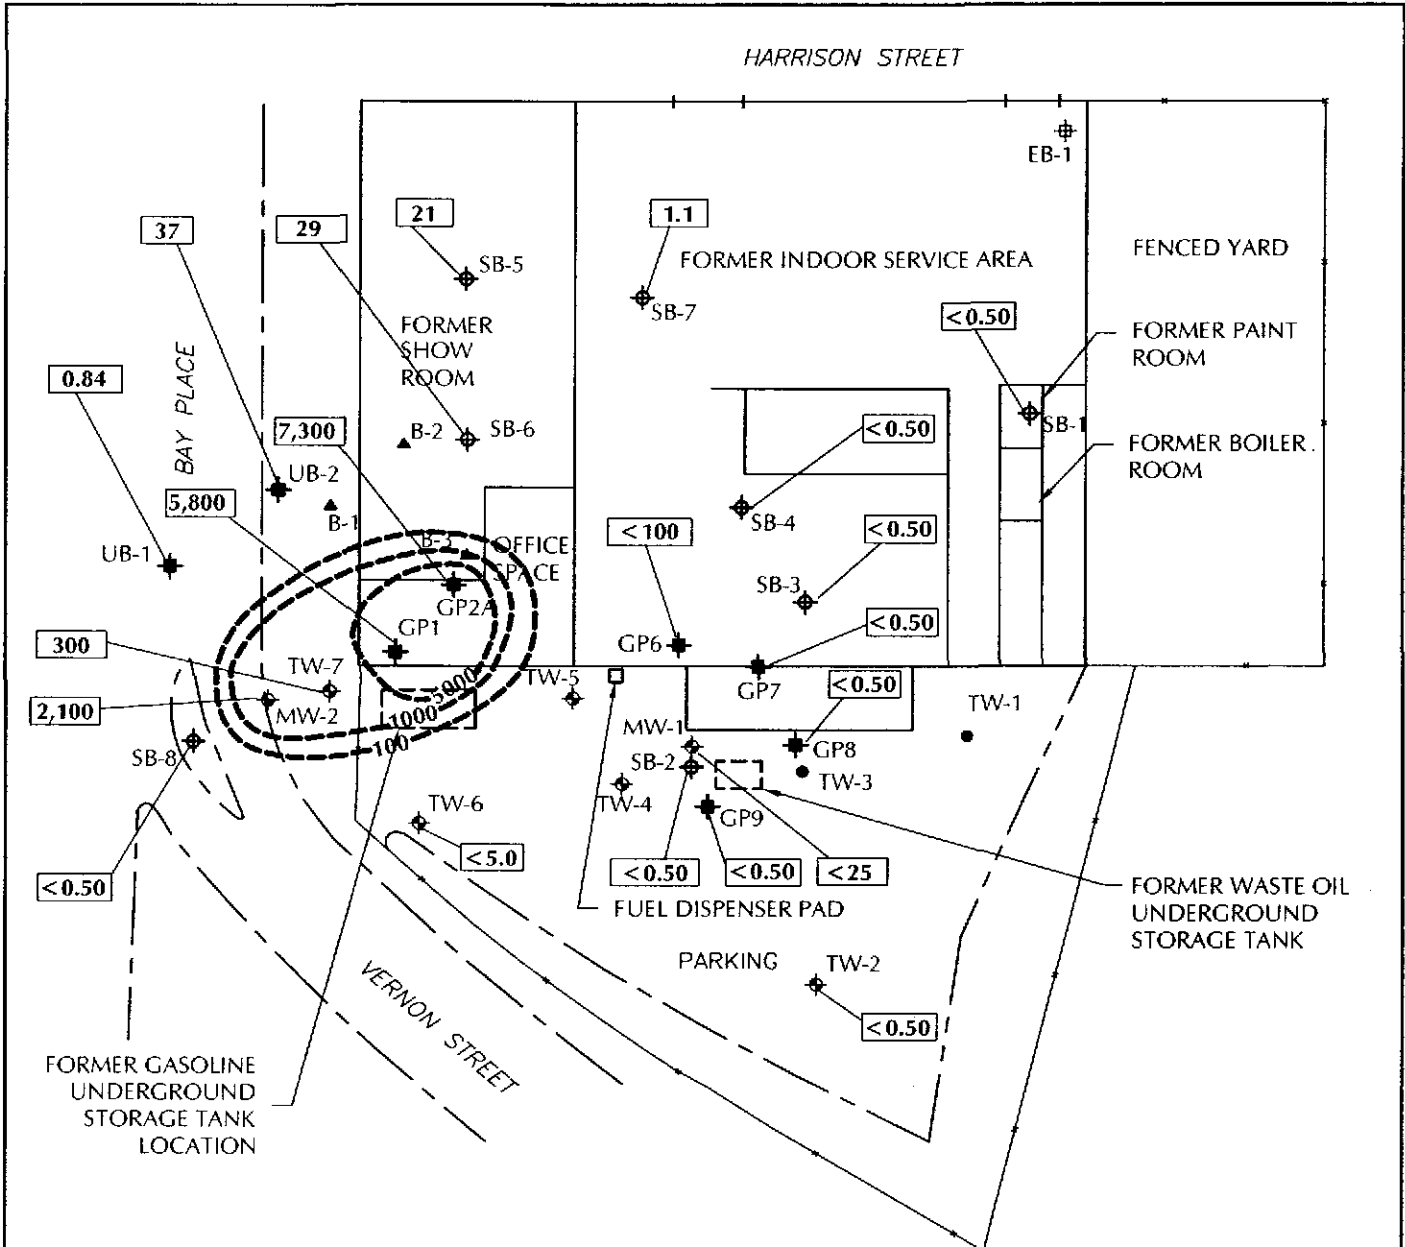 HARRISON STREET
EB-1
21
1.1
37
29
SB-5
FORMER INDOOR SERVICE AREA
FENCED YARD
SB-7
<0.50
FORMER
SHOW
ROOM
FORMER PAINT
ROOM
BAY PLACE
0.84
7,300
B-2
SB-6
<0.50
SB-1
FORMER BOILER
ROOM
UB-2
5,800
B-1
SB-4
<100
<0.50
UB-1
B-3
OFFICE
SPACE
SB-3
GP2A
GP1
GP6
<0.50
300
TW-7
TW-5
GP7
<0.50
5000
2,100
MW-2
1000
TW-1
100
MW-1
GP8
SB-8
SB-2
TW-3
TW-4
TW-6
GP9
<5.0
<0.50
<0.50
<0.50
<25
FUEL DISPENSER PAD
FORMER WASTE OIL
UNDERGROUND
STORAGE TANK
PARKING
TW-2
<0.50
VERNON STREET
FORMER GASOLINE
UNDERGROUND
STORAGE TANK
LOCATION